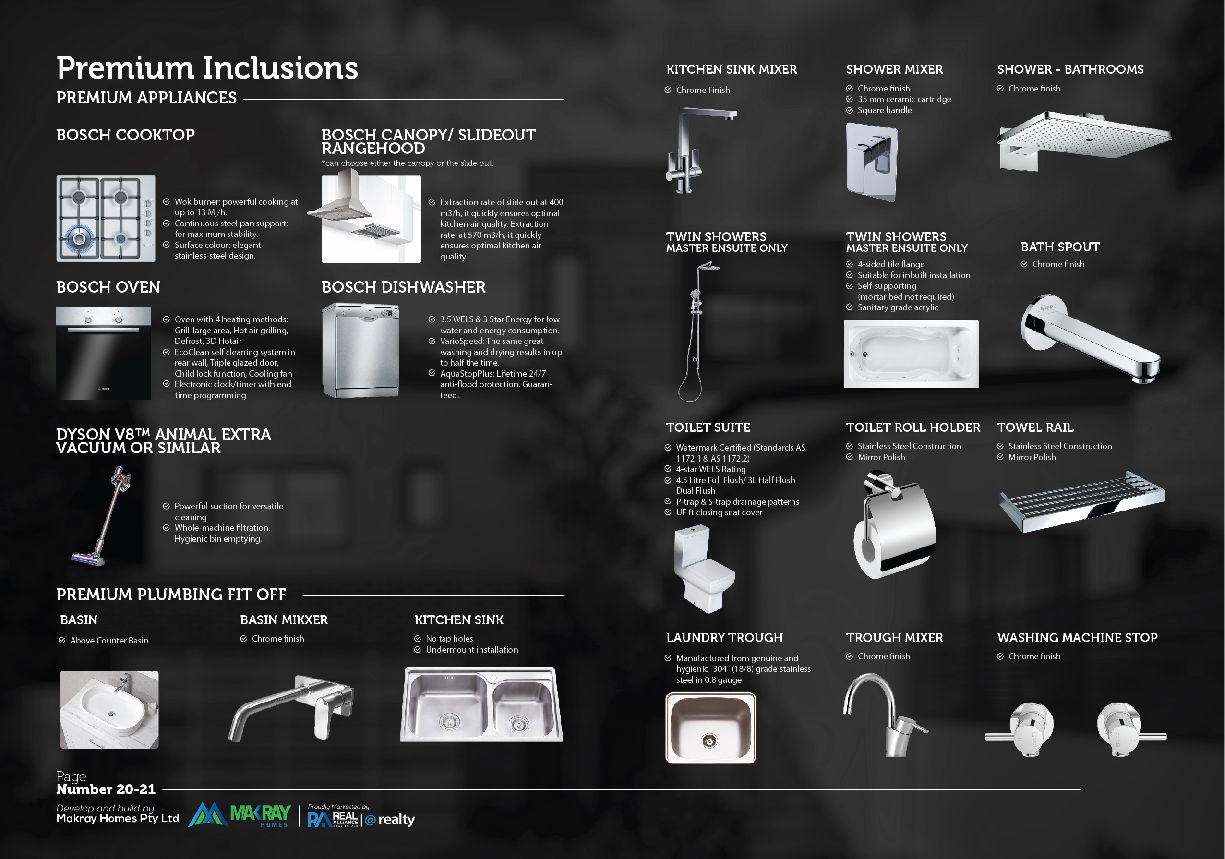 Premium Inclusions
PREMIUM APPLIANCES
BOSCH COOKTOP
Wok burner: powerful cooking at
up to 13 Mj/h.
Continuous steel pan support:
for maximum stability.
Surface colour: elegant
stainless-steel design.
BOSCH CANOPY/ SLIDEOUT
RANGEHOOD
*can choose either the canopy or the slide out.
Extraction rate of slide out at 400
m3/h, it quickly ensures optimal
kitchen air quality. Extraction
rate at 570 m3/h, it quickly
ensures optimal kitchen air
quality.
BOSCH OVEN
Oven with 4 heating methods:
Grill large area, Hot air grilling,
Defrost, 3D Hotair
EcoClean self cleaning system in
rear wall, Triple glazed door,
Child lock function, Cooling fan
Electronic clock/timer with end
time programming
BOSCH DISHWASHER
3.5 WELS & 3 Star Energy for low
water and energy consumption.
VarioSpeed: The same great
washing and drying results in up
to half the time.
AquaStopPlus: Lifetime 24/7
anti-flood protection. Guaran-
teed.
DYSON V8™ ANIMAL EXTRA
VACUUM OR SIMILAR
Powerful suction for versatile
cleaning
Whole-machine filtration.
Hygienic bin emptying.
PREMIUM PLUMBING FIT OFF
BASIN
Above Counter Basin
BASIN MIKXER
Chrome finish
KITCHEN SINK
No tap holes
Undermount installation
KITCHEN SINK MIXER
Chrome Finish
SHOWER MIXER
Chrome finish
35 mm ceramic cartridge
Square handle
SHOWER - BATHROOMS
Chrome finish
TWIN SHOWERS
MASTER ENSUITE ONLY
TWIN SHOWERS
MASTER ENSUITE ONLY
4-sided tile flange
Suitable for inbuilt installation
Self-supporting
(mortar bed not required)
Sanitary grade acrylic
BATH SPOUT
Chrome finish
TOILET SUITE
Watermark Certified (Standards AS
1172.1 & AS 1172.2)
4-star WELS Rating
4.5 Litre Full Flush/ 3L Half Flush
Dual Flush
P-trap & S-trap drainage patterns
UF ft closing seat cover
TOILET ROLL HOLDER
Stainless Steel Construction
Mirror Polish
TOWEL RAIL
Stainless Steel Construction
Mirror Polish
LAUNDRY TROUGH
Manufactured from genuine and
hygienic '304' (18/8) grade stainless
steel in 0.8 gauge
TROUGH MIXER
Chrome finish
WASHING MACHINE STOP
Chrome finish
Page
Number 20-21
Develop and build by
Makray Homes Pty Ltd
MAKRAY
HOMES
Proudly Marketed by
RA REAL
ALLIANCE
@ realty